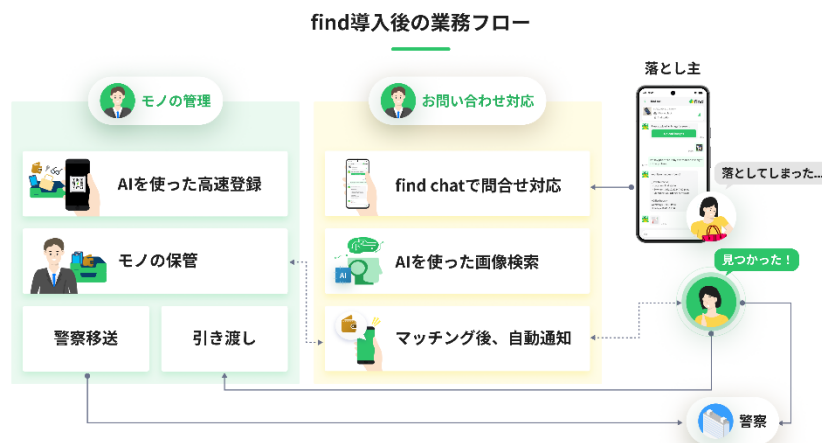 find導入後の業務フロー
落とし主
モノの管理
お問い合わせ対応
AIを使った高速登録
find chatで問合せ対応
落としてしまった...
モノの保管
AI
AIを使った画像検索
見つかった！
警察移送
引き渡し
マッチング後、自動通知
警察